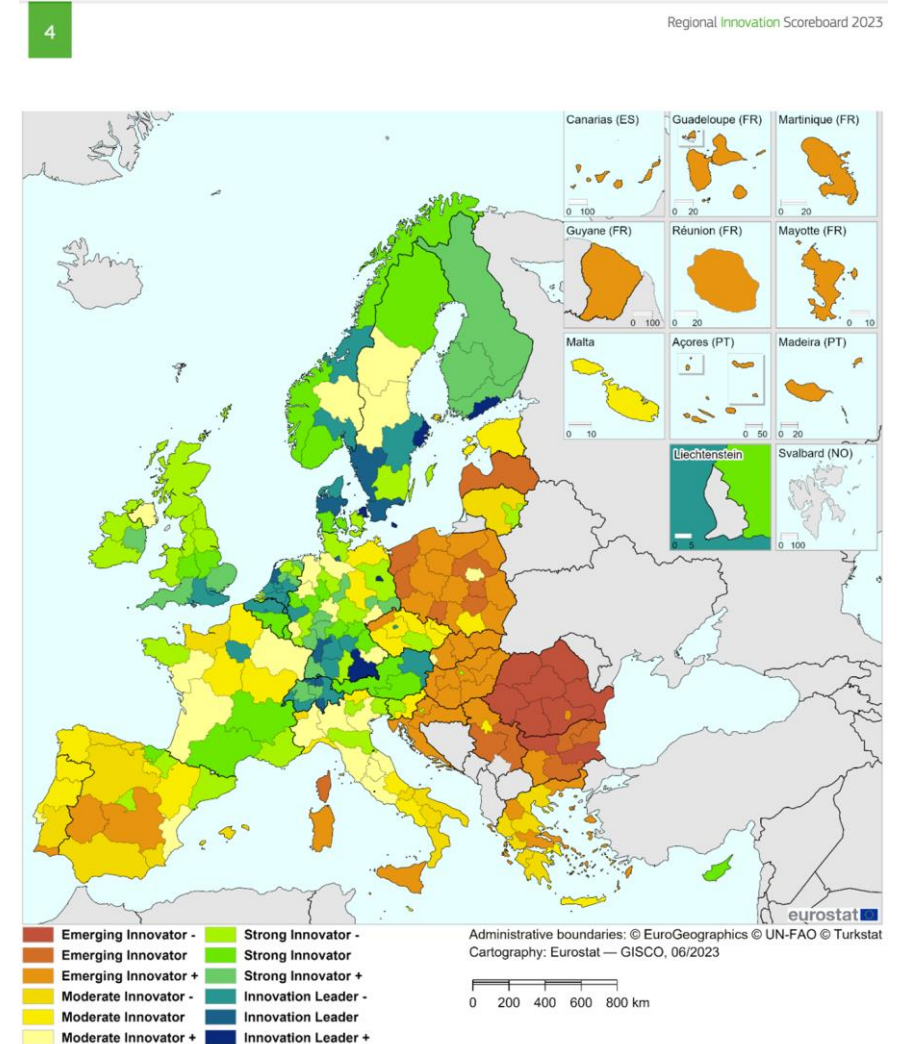 4
Regional Innovation Scoreboard 2023
Canarias (ES)
0 100
Guadeloupe (FR)
0 20
Martinique (FR)
0 20
Guyane (FR)
0 100
Réunion (FR)
0 20
Mayotte (FR)
0 10
Malta
0 10
Açores (PT)
0 50
Madeira (PT)
0 20
Liechtenstein
0 5
Svalbard (NO)
0 100
eurostat
Emerging Innovator -
Emerging Innovator
Emerging Innovator +
Moderate Innovator -
Moderate Innovator
Moderate Innovator +
Strong Innovator -
Strong Innovator
Strong Innovator +
Innovation Leader -
Innovation Leader
Innovation Leader +
Administrative boundaries: © EuroGeographics © UN-FAO © Turkstat
Cartography: Eurostat — GISCO, 06/2023
0 200 400 600 800 km